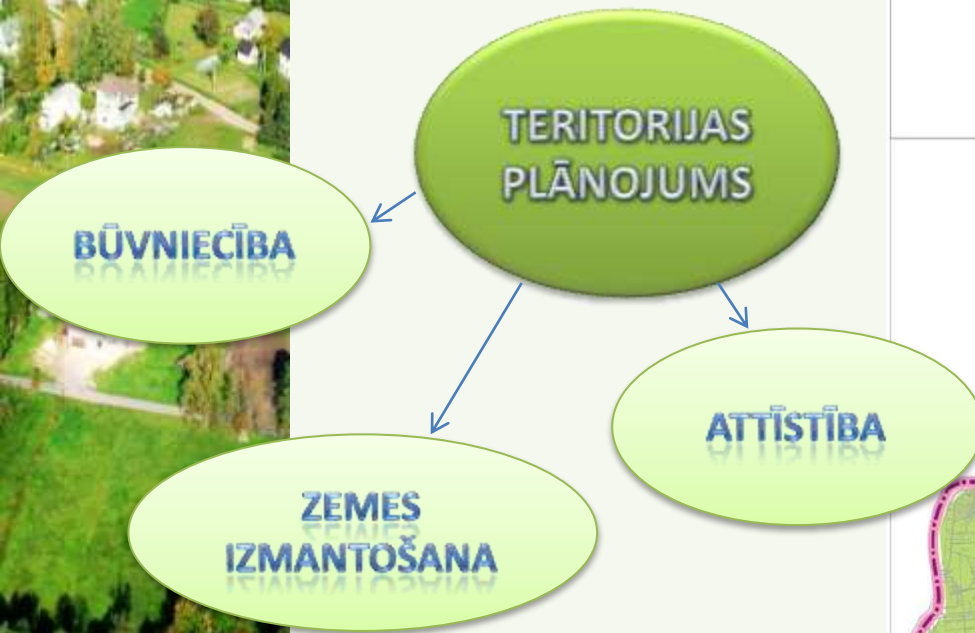 TERITORIJAS
PLĀNOJUMS
BŪVNIECĪBA
ATTĪSTĪBA
ZEMES
IZMANTOŠANA